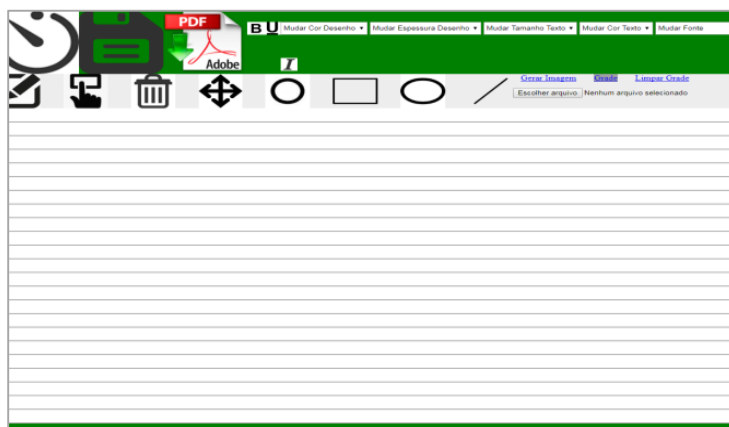 PDF
Adobe
B U Mudar Cor Desenho Mudar Espessura Desenho Mudar Tamanho Texto Mudar Cor Texto Mudar Fonte
I
Gerar Imagem Grade Limpar Grade
Escolher arquivo Nenhum arquivo selecionado